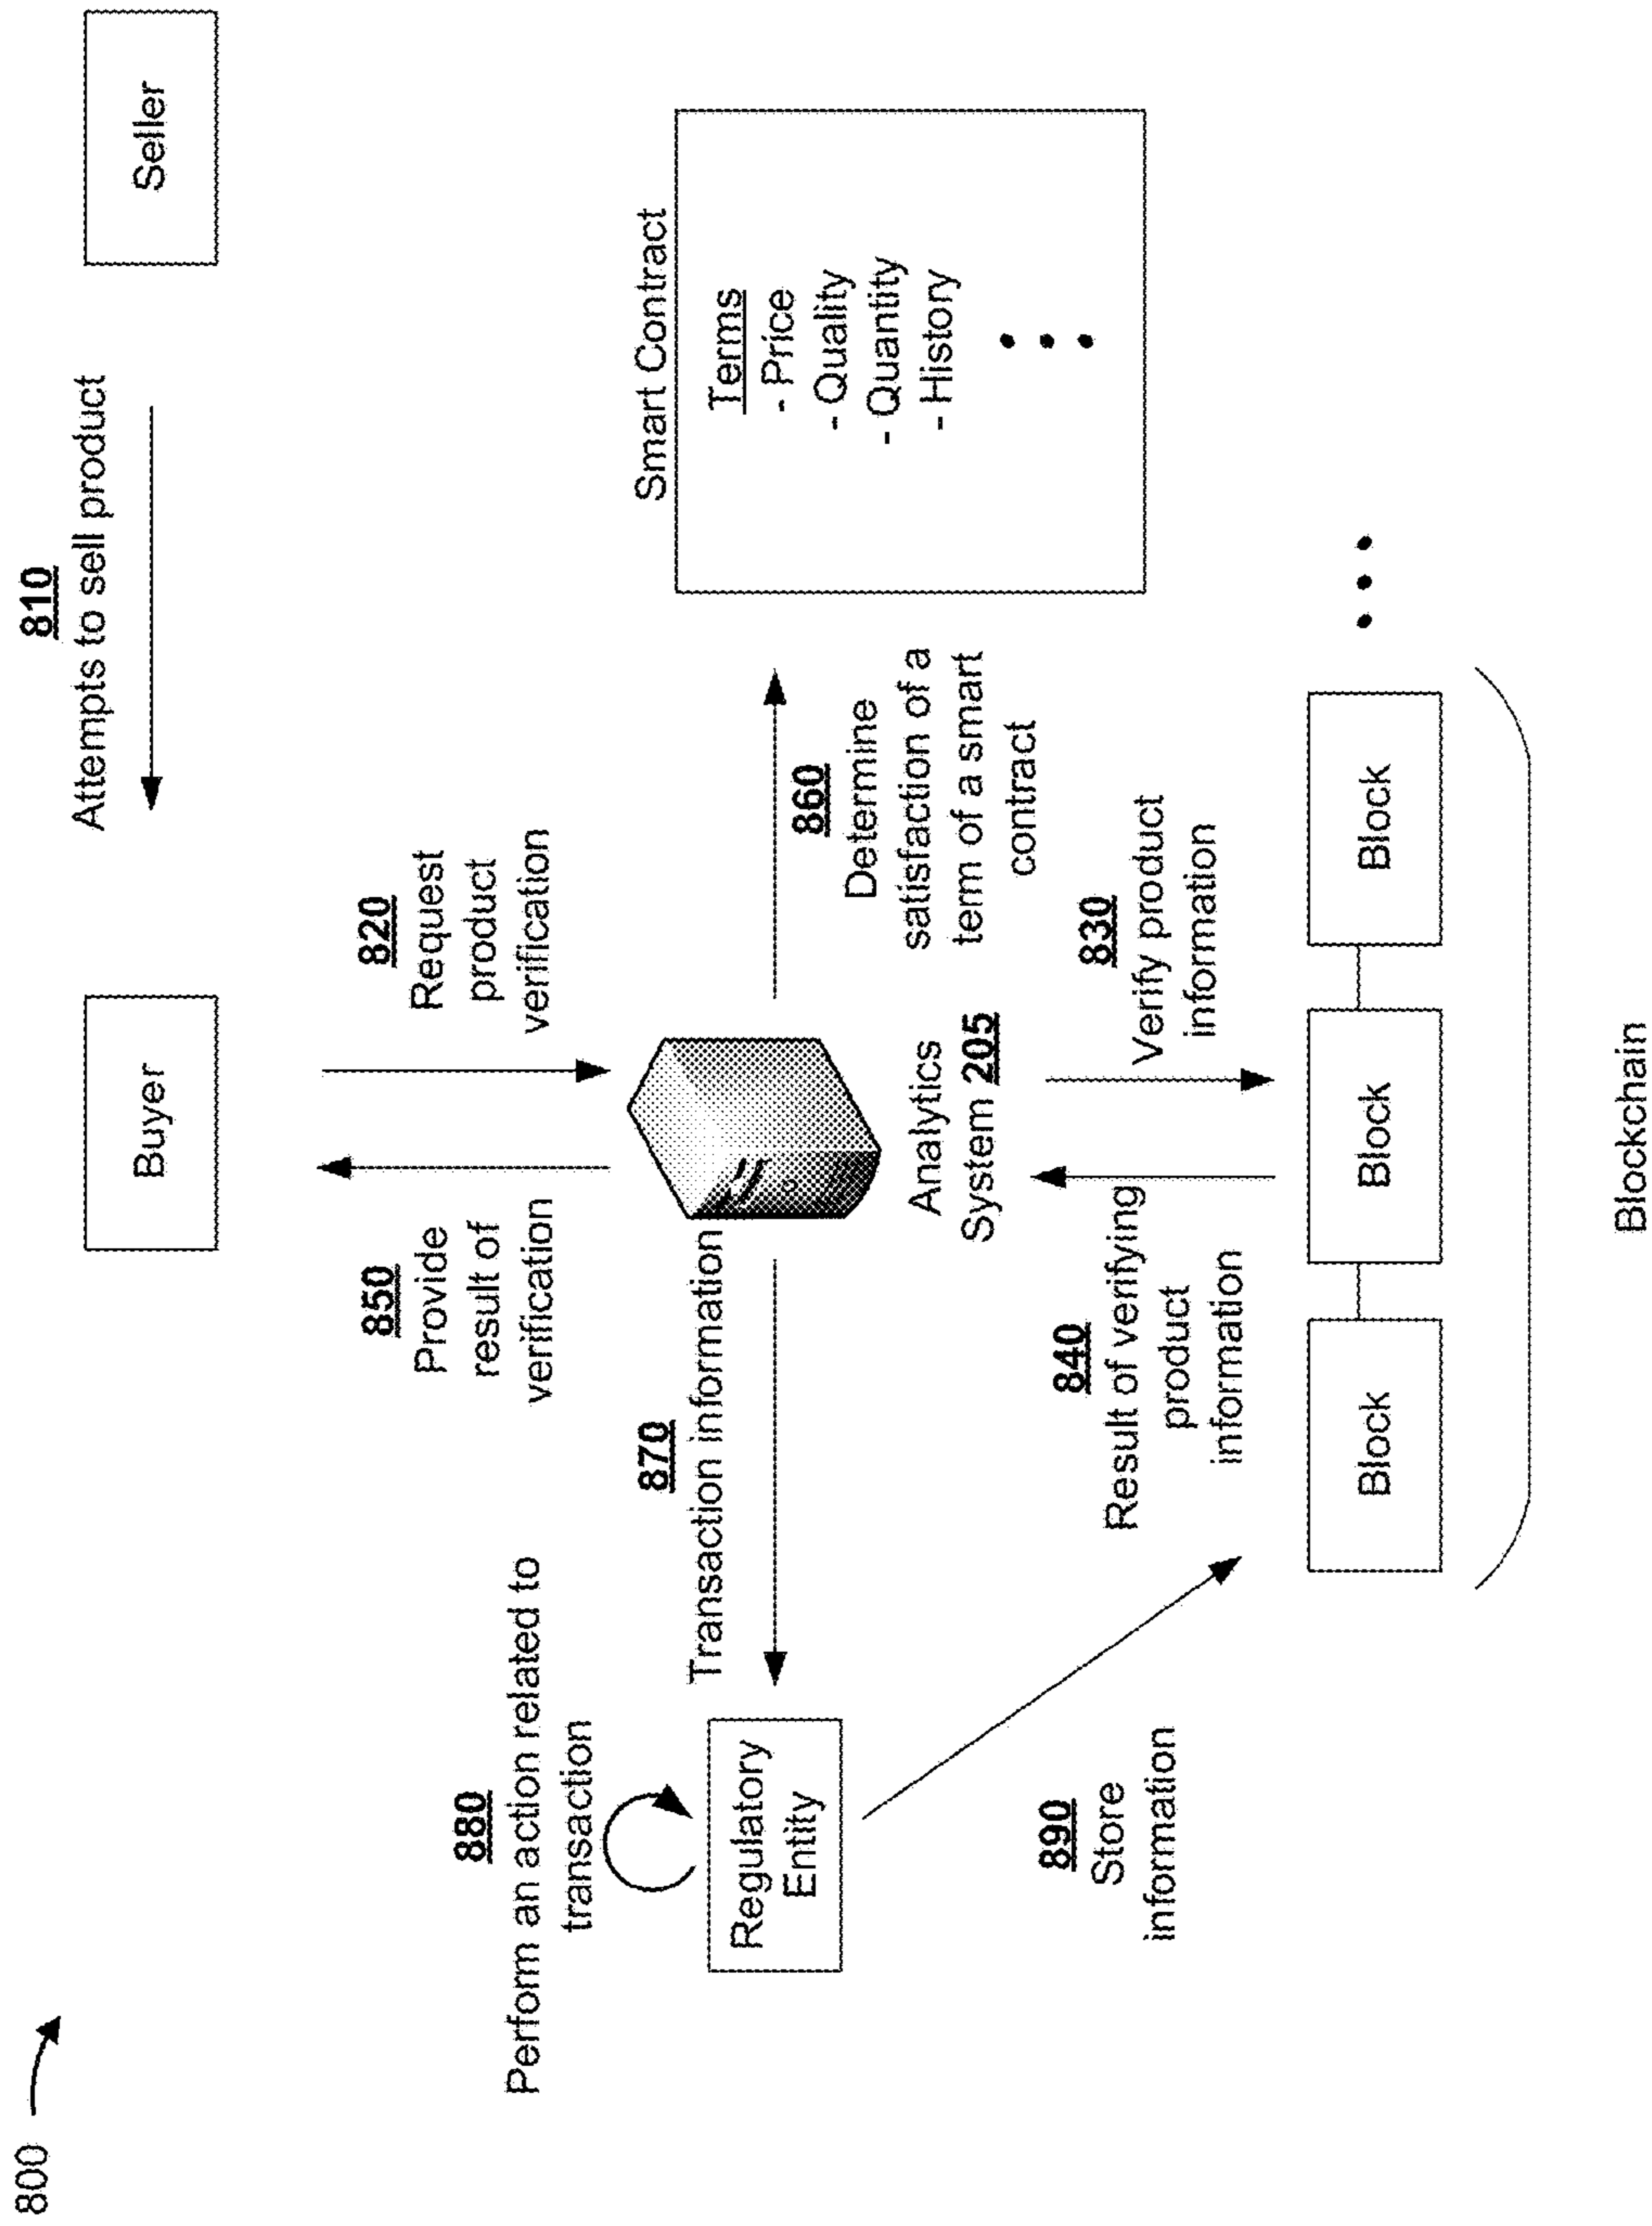 800
810
Attempts to sell product
Seller
Buyer
820
Request
product
verification
850
Provide
result of
verification
880
Perform an action related to
transaction
870
Transaction information
Regulatory
Entity
Analytics
System 205
860
Determine
satisfaction of a
term of a smart
contract
Smart Contract
Terms
- Price
- Quality
- Quantity
- History
830
Verify product
information
840
Result of verifying
product
information
890
Store
information
Block
Block
Block
Blockchain